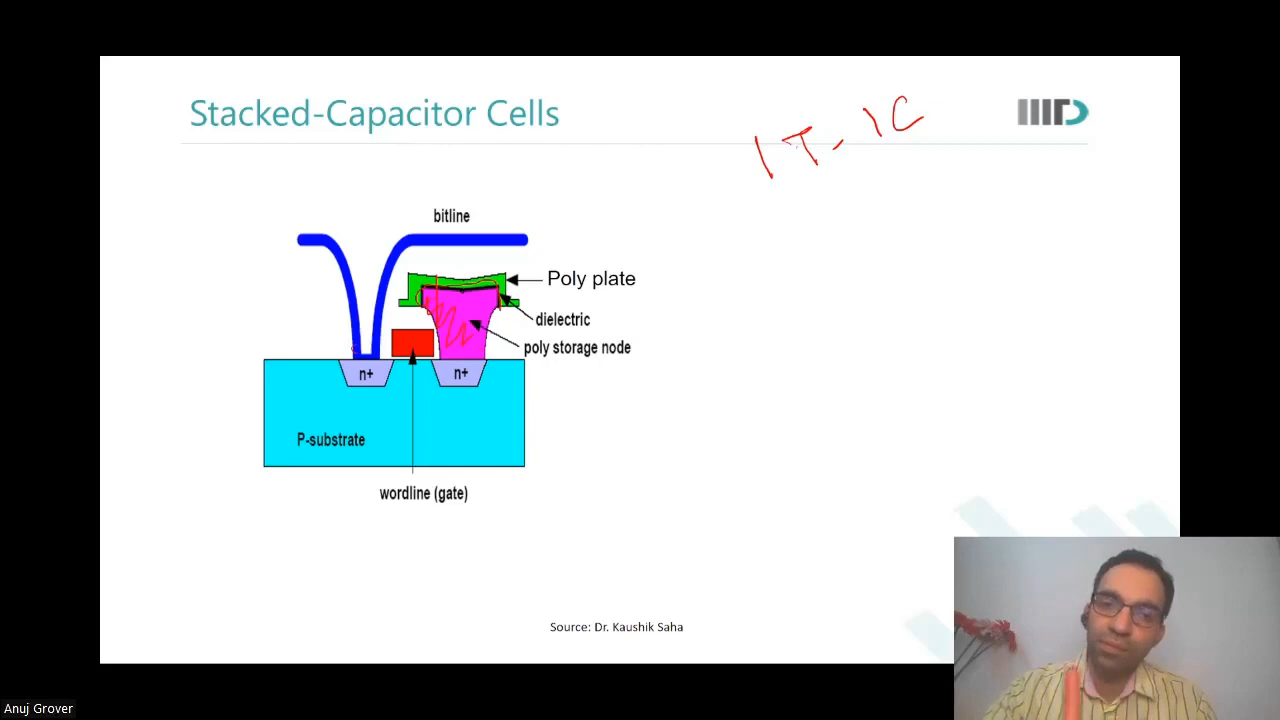 Stacked-Capacitor Cells
1T-1C
IIITD
bitline
Poly plate
dielectric
poly storage node
n+
n+
P-substrate
wordline (gate)
Source: Dr. Kaushik Saha
Anuj Grover